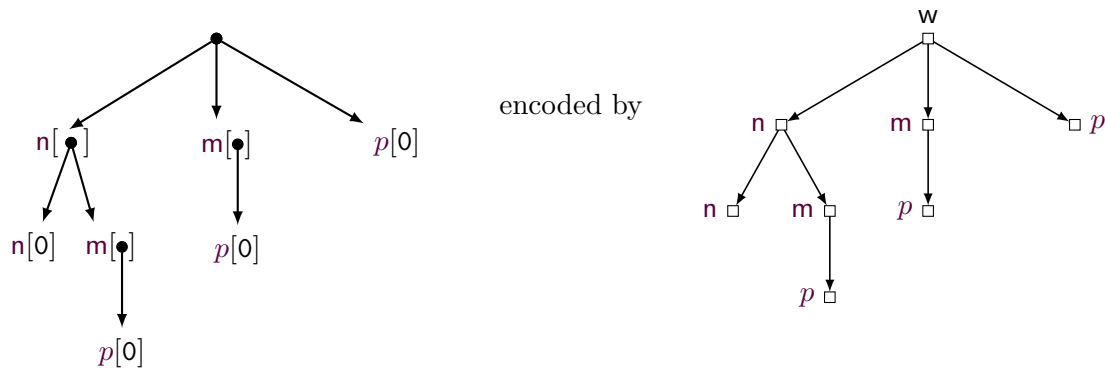 w
encoded by
n[ ]
m[ ]
p[0]
n
m
p
n[0]
m[ ]
p[0]
n
m
p
p[0]
p